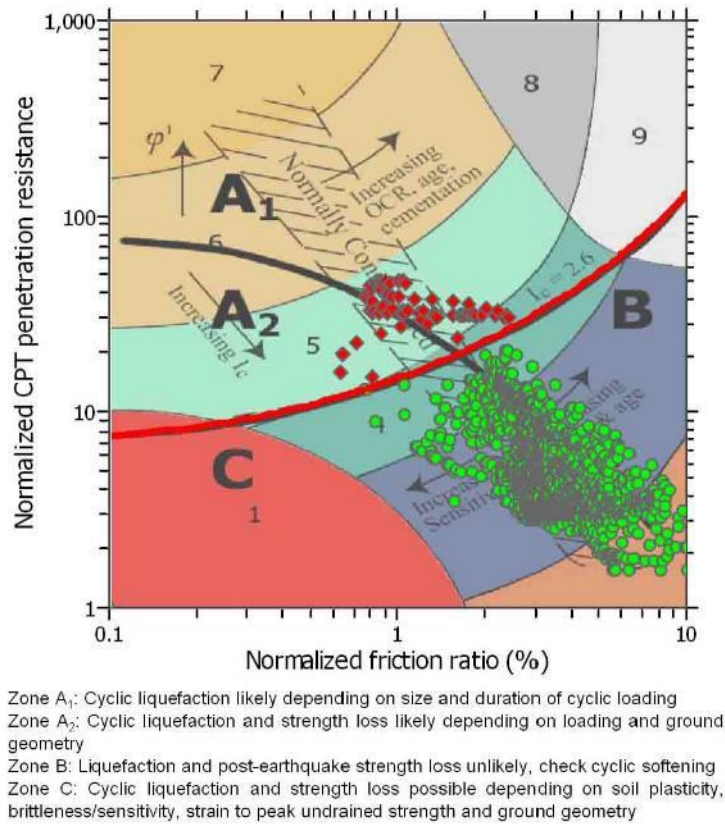 1,000
7
8
9
φ'
Increasing
OCR, age,
cementation
Normally Con
A1
100
6
Ic = 2.6
Increasing Ic
A2
B
5
10
4
C
1
1
0.1
1
10
Normalized CPT penetration resistance
Normalized friction ratio (%)
Zone A1: Cyclic liquefaction likely depending on size and duration of cyclic loading
Zone A2: Cyclic liquefaction and strength loss likely depending on loading and ground
geometry
Zone B: Liquefaction and post-earthquake strength loss unlikely, check cyclic softening
Zone C: Cyclic liquefaction and strength loss possible depending on soil plasticity,
brittleness/sensitivity, strain to peak undrained strength and ground geometry